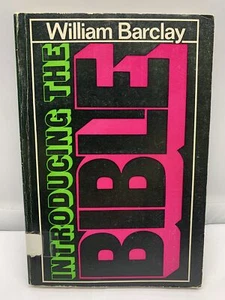 William Barclay
INTRODUCING THE
BIBLE